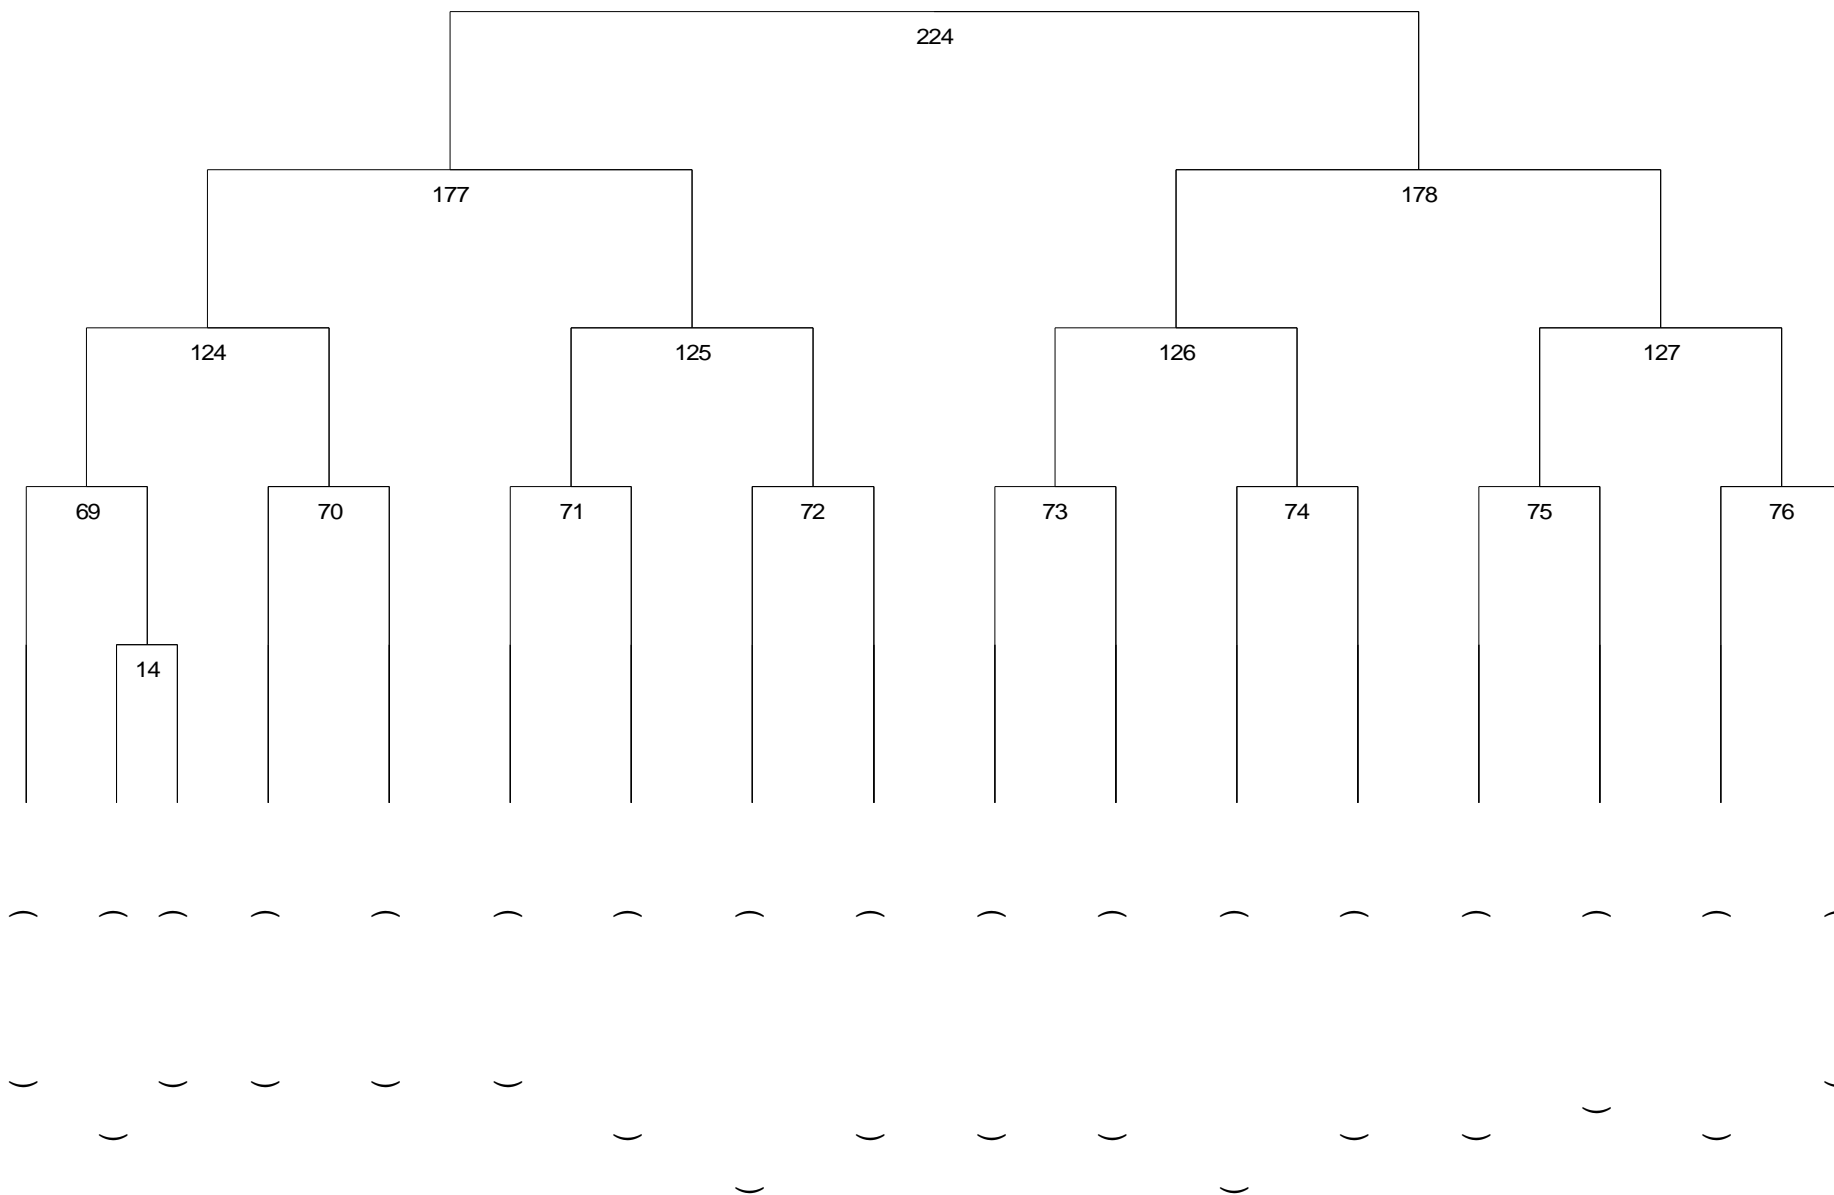 224
177 178
124 125 126 127
69 70 71 72 73 74 75 76
14
︵ ︵ ︵ ︵ ︵ ︵ ︵ ︵ ︵ ︵ ︵ ︵ ︵ ︵ ︵ ︵ ︵
︶ ︶ ︶ ︶ ︶ ︶
︶
︶ ︶ ︶ ︶ ︶ ︶ ︶ ︶
︶ ︶